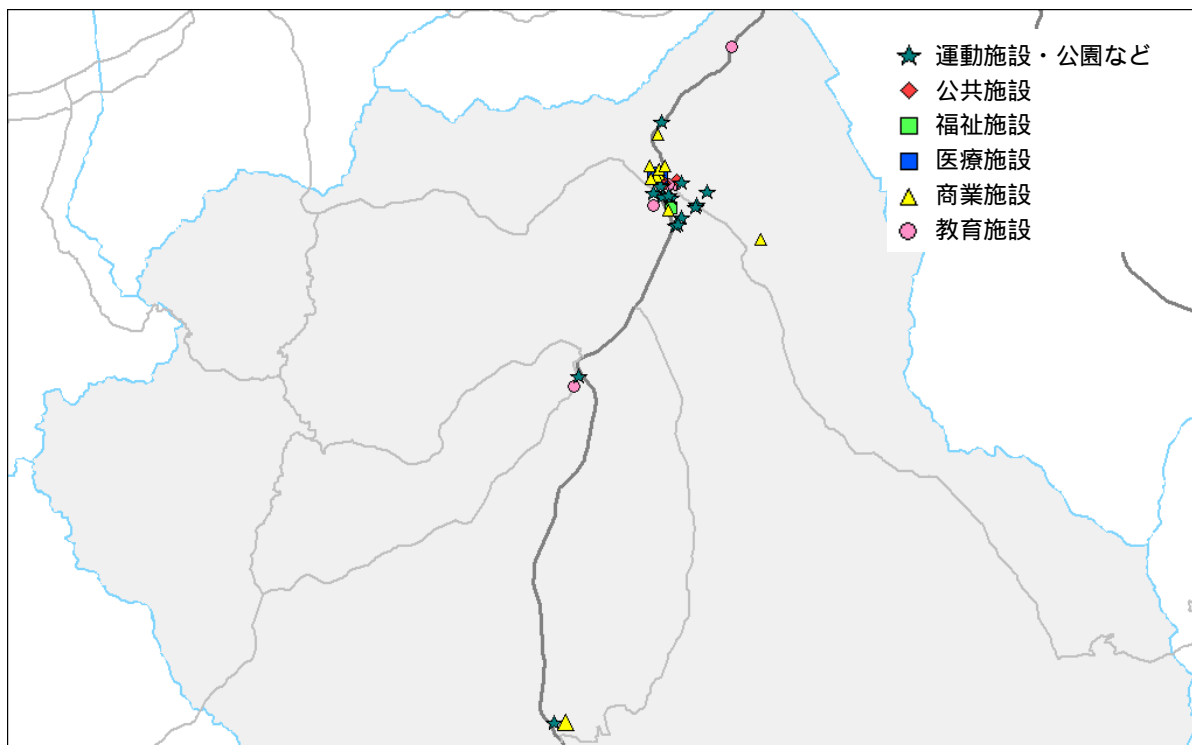 運動施設・公園など
公共施設
福祉施設
医療施設
商業施設
教育施設